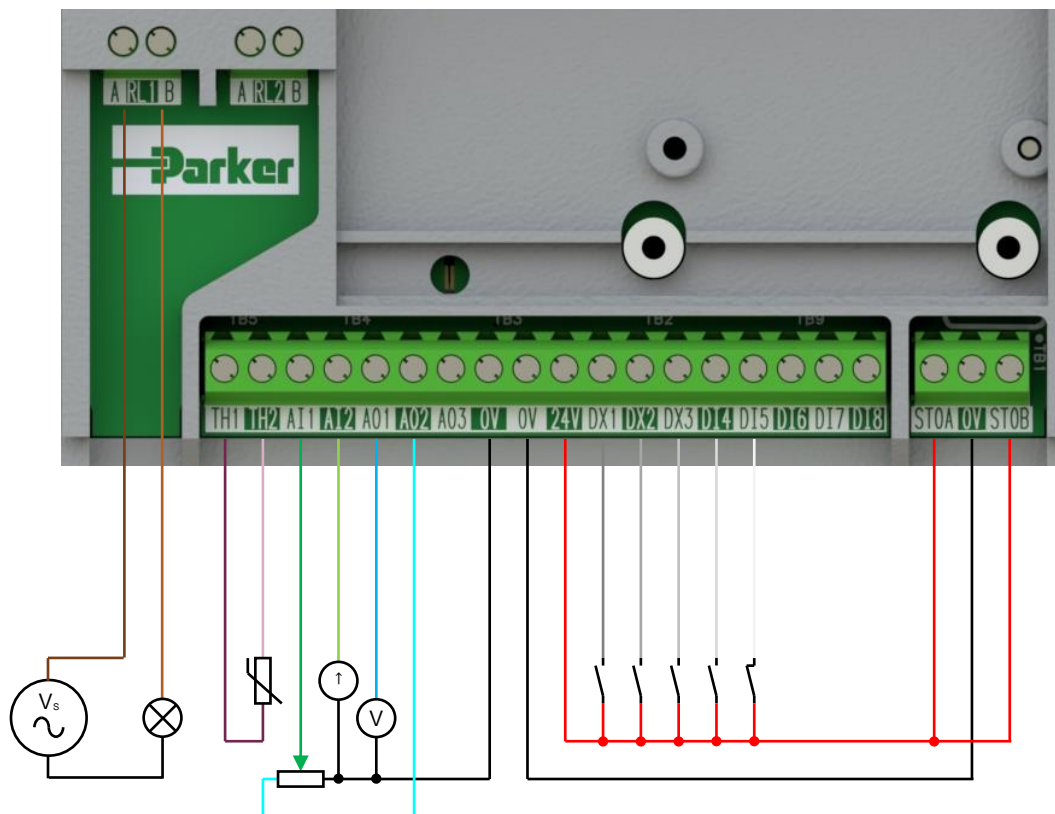 A RL1 B
A RL2 B
Parker
TB5 TB4 TB3 TB2 TB9
TB1
TH1 TH2 AI1 AI2 AO1 AO2 AO3 0V 0V 24V DX1 DX2 DX3 DI4 DI5 DI6 DI7 DI8
STOA 0V STOB
Vs
↑
V